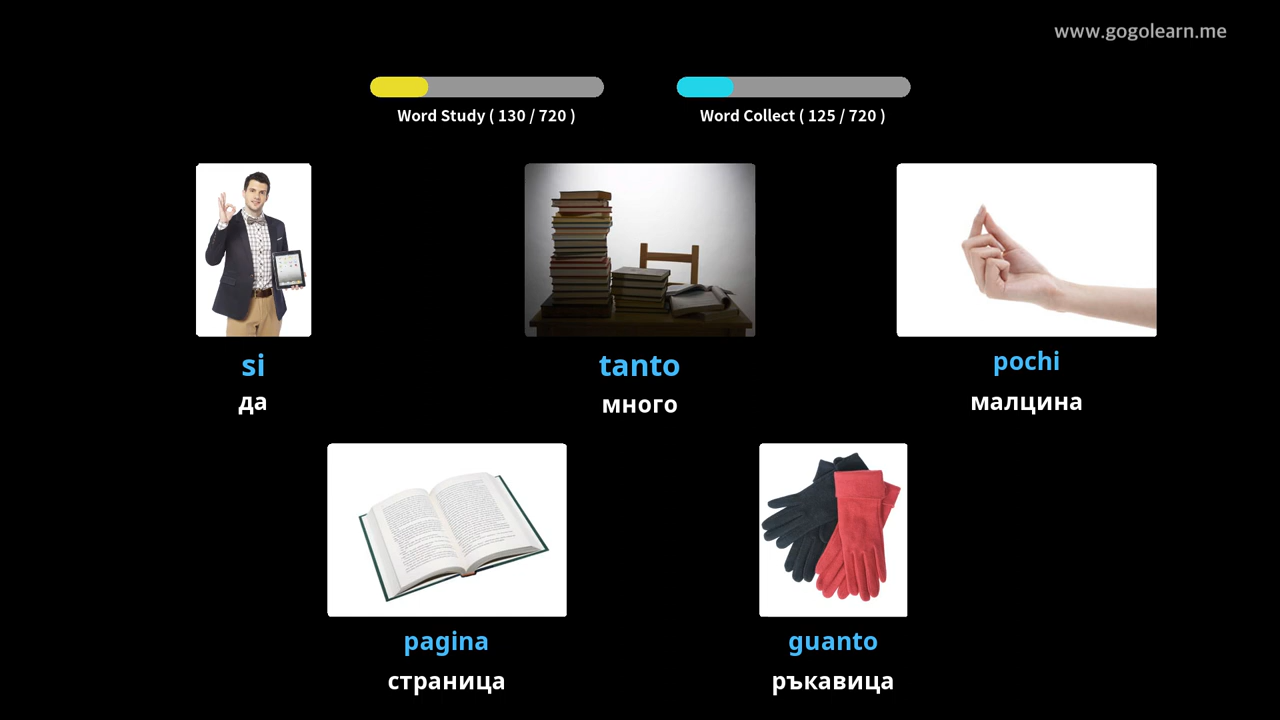 www.gogolearn.me
Word Study ( 130 / 720 )
Word Collect ( 125 / 720 )
si
да
tanto
много
pochi
малцина
pagina
страница
guanto
ръкавица